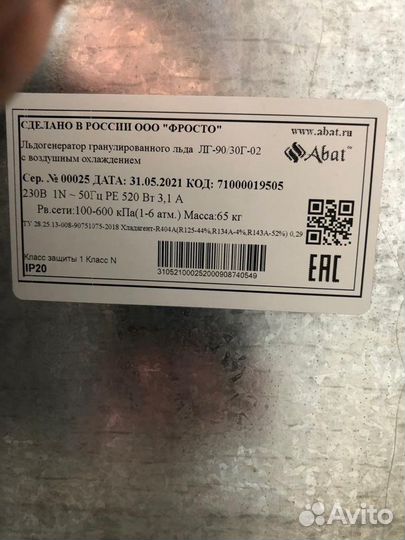 СДЕЛАНО В РОССИИ ООО "ФРОСТО"
www.abat.ru
Льдогенератор гранулированного льда ЛГ-90/30Г-02
с воздушным охлаждением
Abat
Сер. № 00025 ДАТА: 31.05.2021 КОД: 71000019505
230В 1N ~ 50Гц PE 520 Вт 3,1 А
Рв.сети:100-600 кПа(1-6 атм.) Масса:65 кг
ТУ 28.25.13-008-90751075-2018 Хладагент-R404A(R125-44%,R134A-4%,R143A-52%) 0,29
Класс защиты 1 Класс N
IP20
310521000252000908740549
EAC
Avito